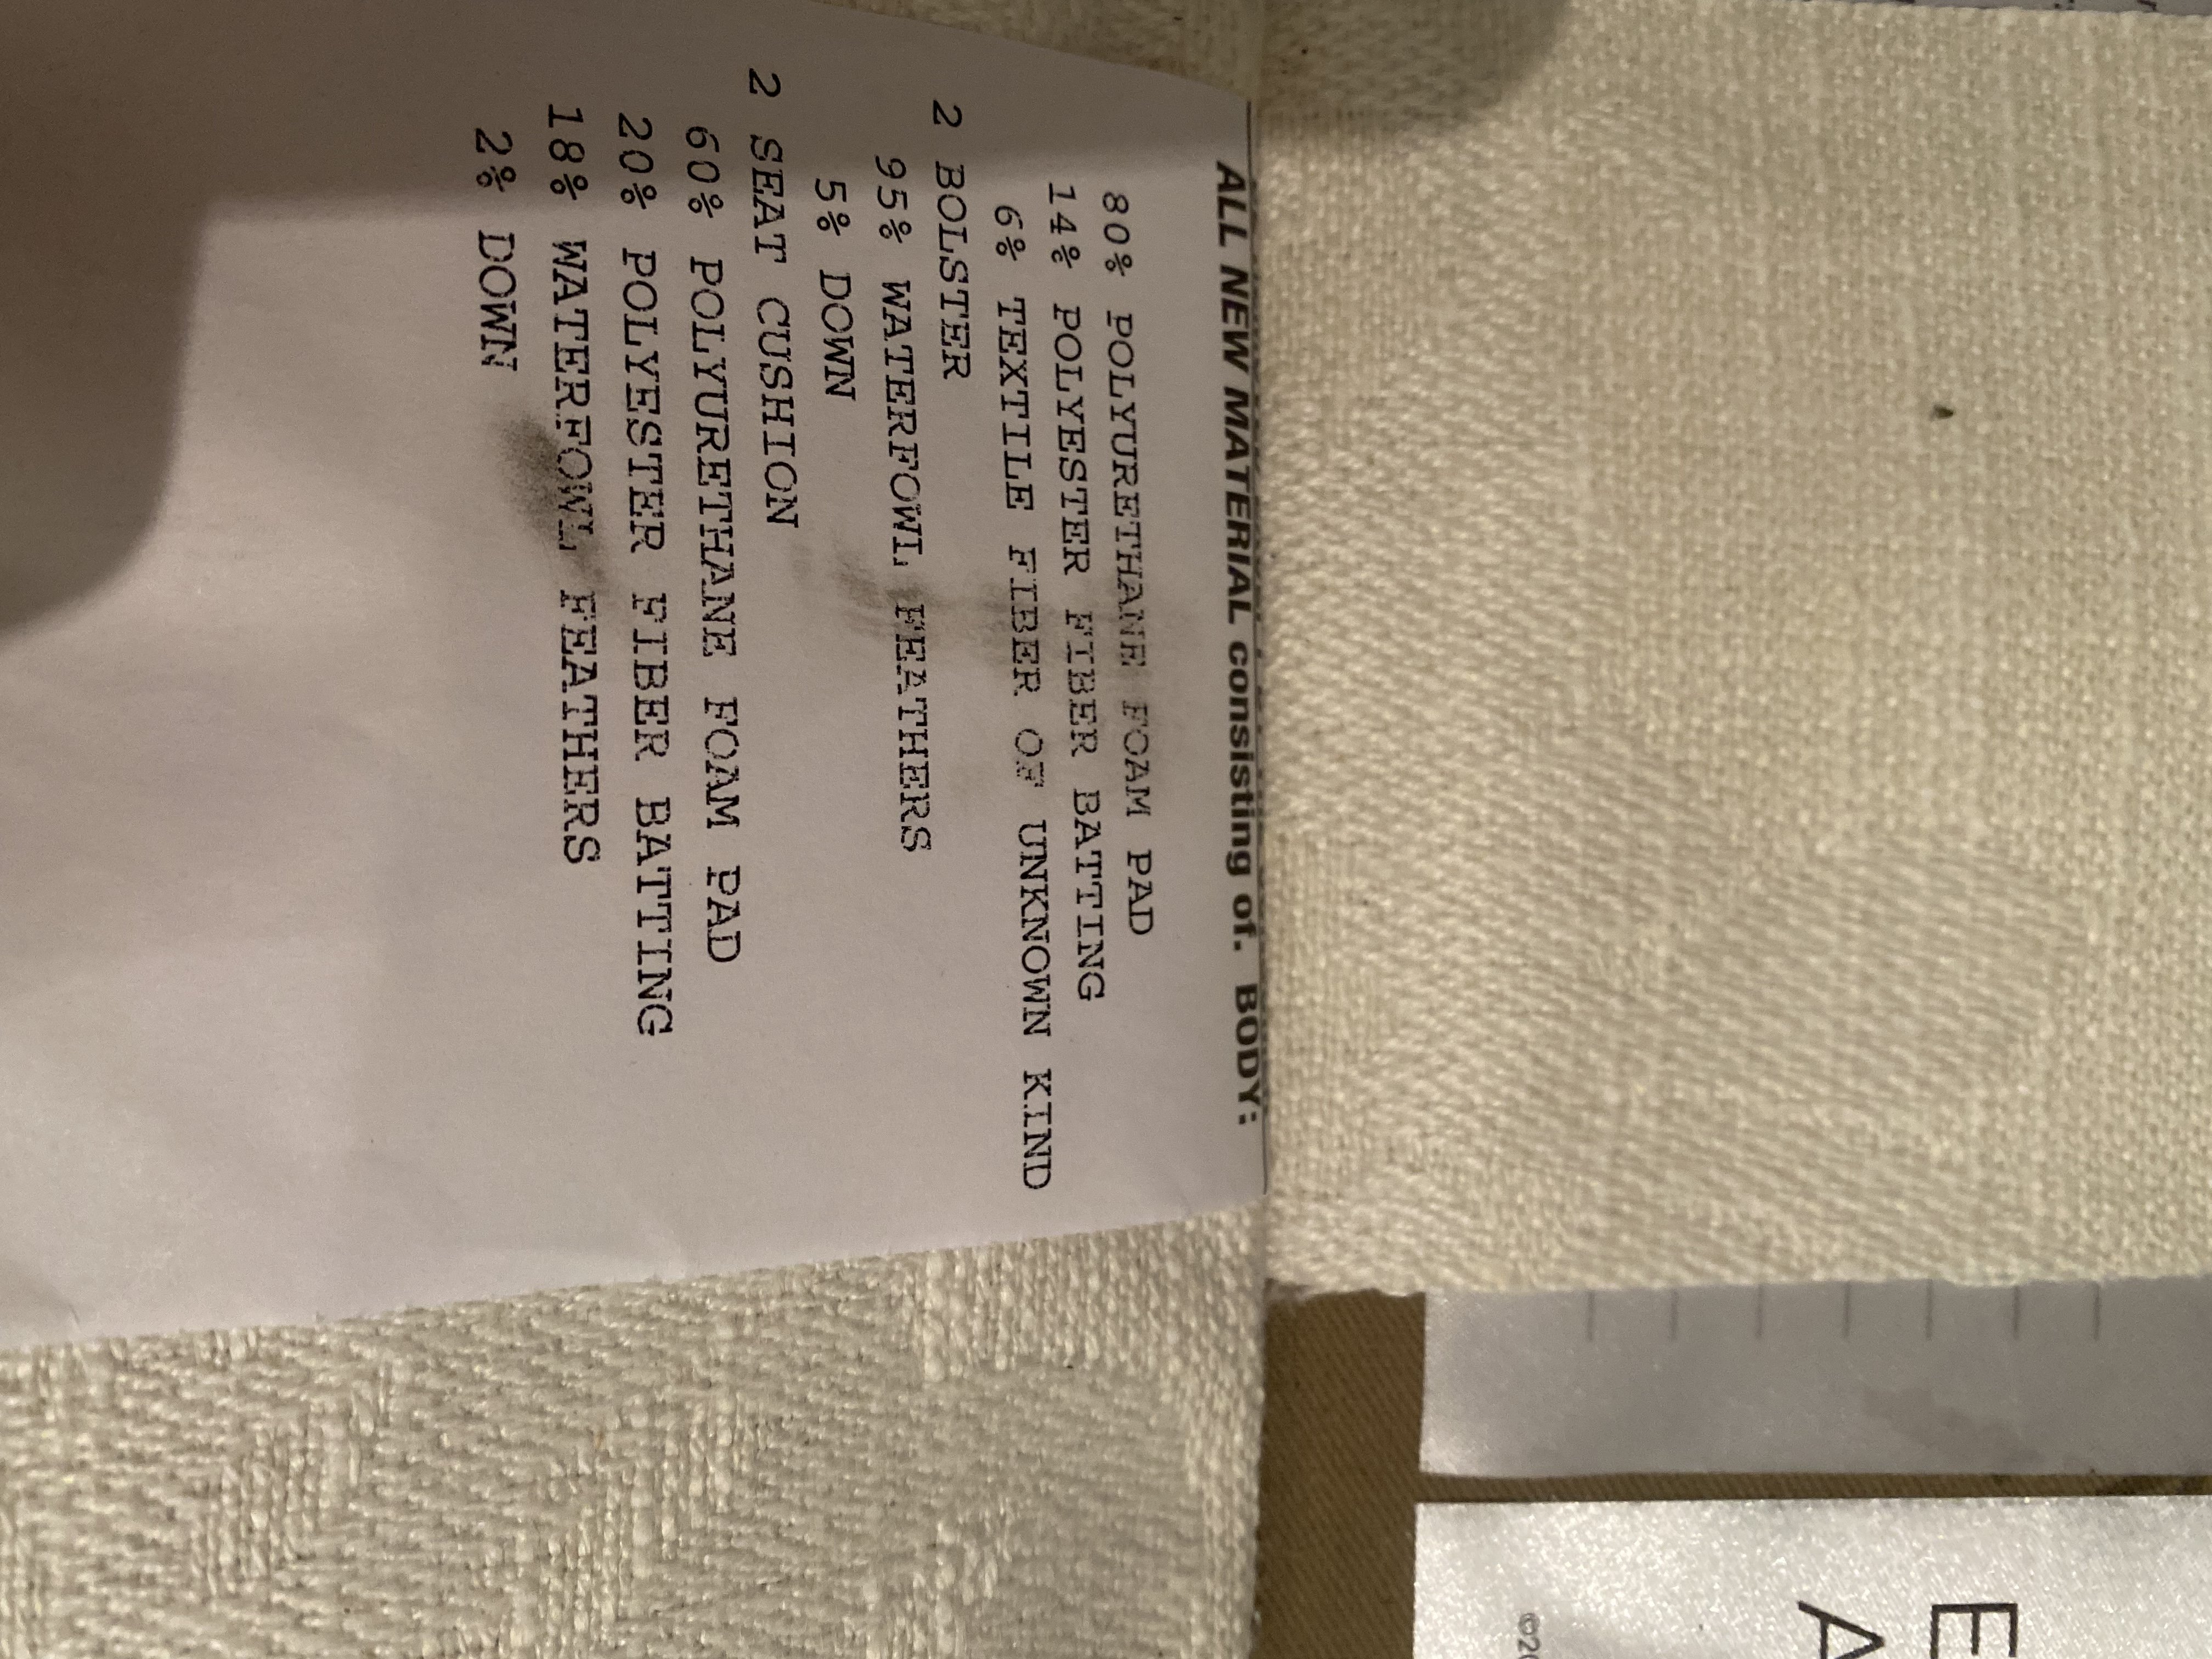 ALL NEW MATERIAL consisting of. BODY:
80% POLYURETHANE FOAM PAD
14% POLYESTER FIBER BATTING
6% TEXTILE FIBER OF UNKNOWN KIND
2 BOLSTER
95% WATERFOWL FEATHERS
5% DOWN
2 SEAT CUSHION
60% POLYURETHANE FOAM PAD
20% POLYESTER FIBER BATTING
18% WATERFOWL FEATHERS
2% DOWN
E
A